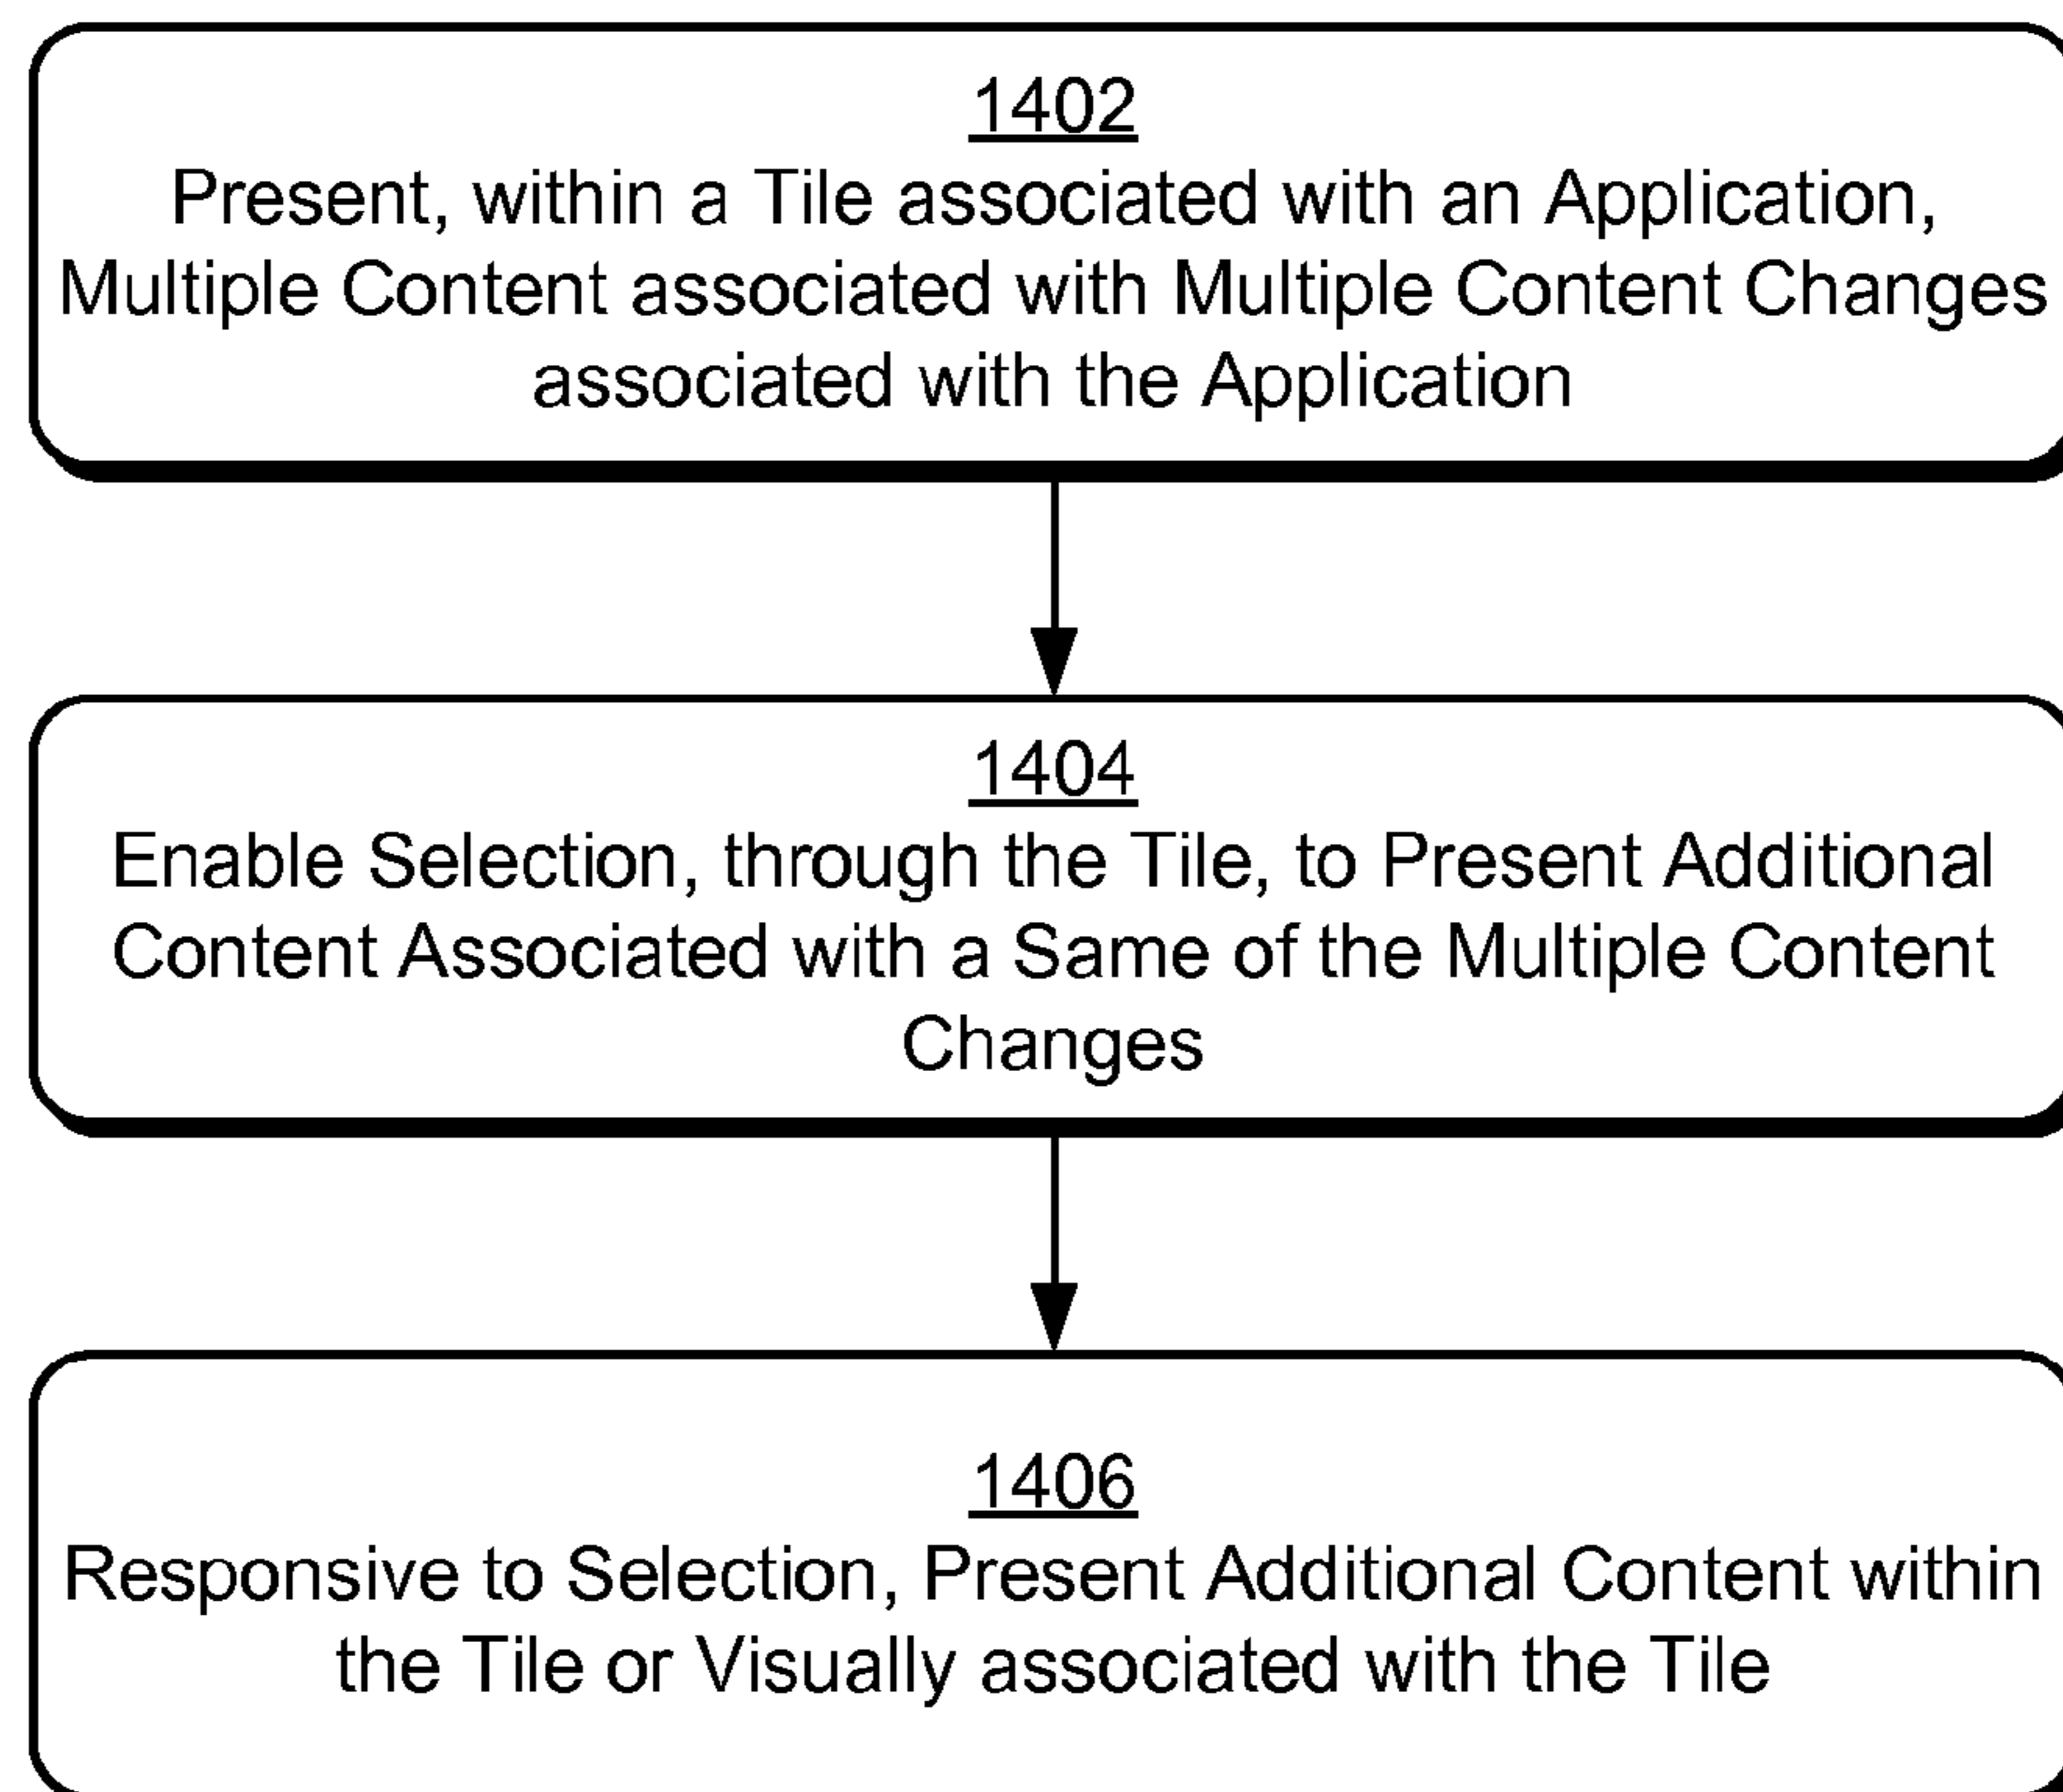 1402
Present, within a Tile associated with an Application,
Multiple Content associated with Multiple Content Changes
associated with the Application
1404
Enable Selection, through the Tile, to Present Additional
Content Associated with a Same of the Multiple Content
Changes
1406
Responsive to Selection, Present Additional Content within
the Tile or Visually associated with the Tile